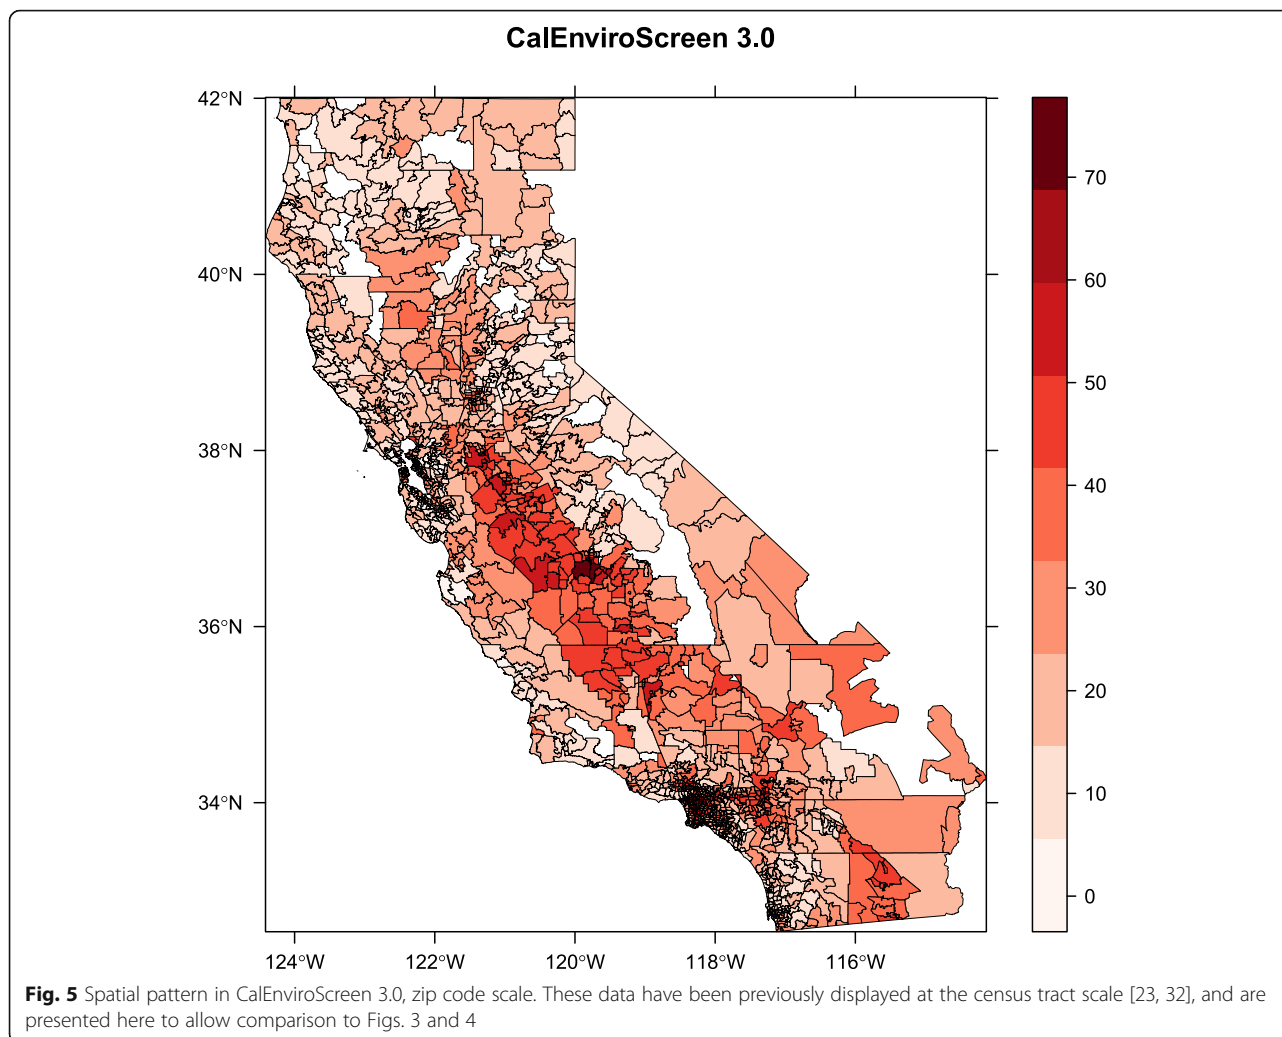 CalEnviroScreen 3.0
42°N
40°N
38°N
36°N
34°N
124°W
122°W
120°W
118°W
116°W
70
60
50
40
30
20
10
0
Fig. 5 Spatial pattern in CalEnviroScreen 3.0, zip code scale. These data have been previously displayed at the census tract scale [23, 32], and are
presented here to allow comparison to Figs. 3 and 4